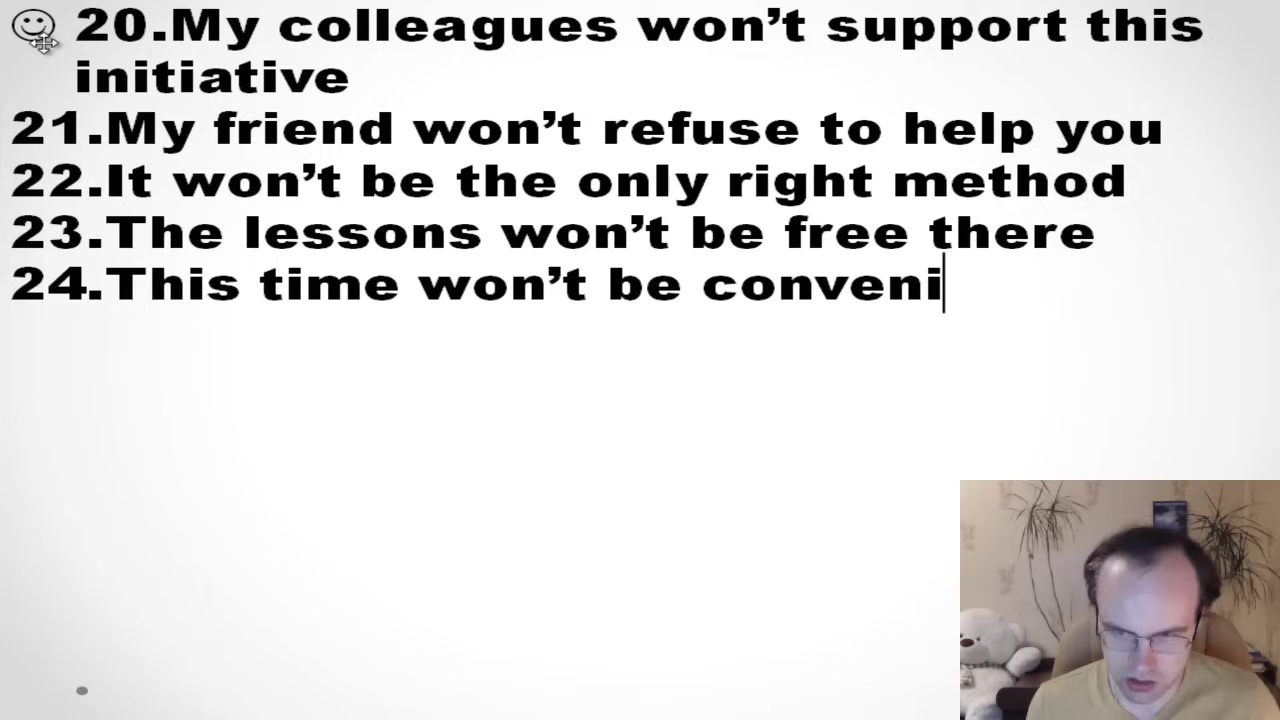 20.My colleagues won’t support this
initiative
21.My friend won’t refuse to help you
22.It won’t be the only right method
23.The lessons won’t be free there
24.This time won’t be conveni